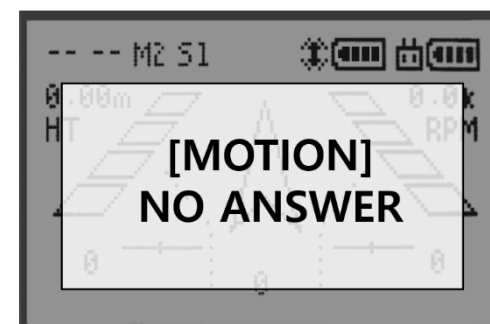 -- -- M2 S1
0.00m 0.0k
HT RPM
[MOTION]
NO ANSWER
0 0
0